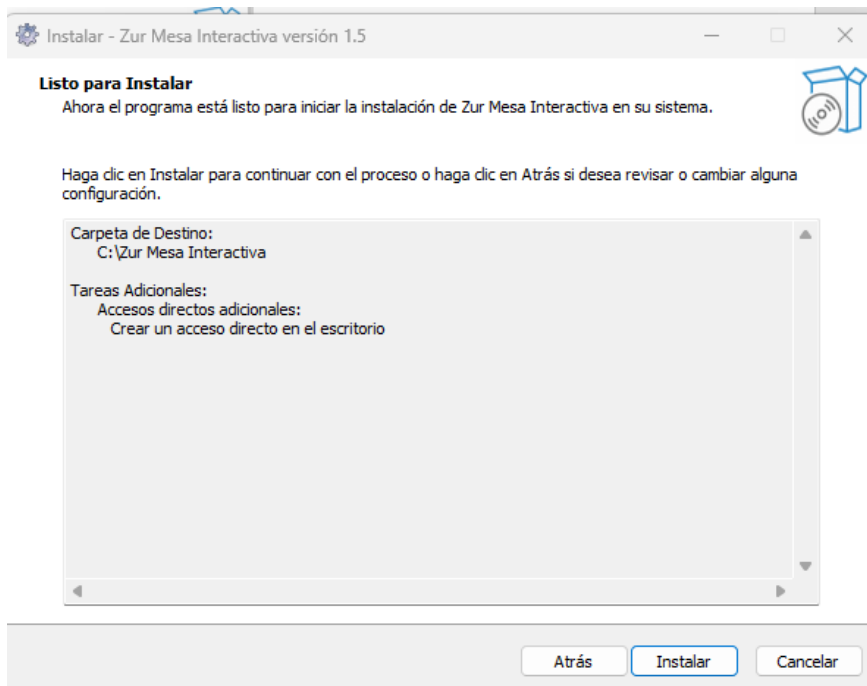 Instalar - Zur Mesa Interactiva versión 1.5
Listo para Instalar
Ahora el programa está listo para iniciar la instalación de Zur Mesa Interactiva en su sistema.
Haga clic en Instalar para continuar con el proceso o haga clic en Atrás si desea revisar o cambiar alguna
configuración.
Carpeta de Destino:
C:\Zur Mesa Interactiva
Tareas Adicionales:
Accesos directos adicionales:
Crear un acceso directo en el escritorio
Atrás
Instalar
Cancelar